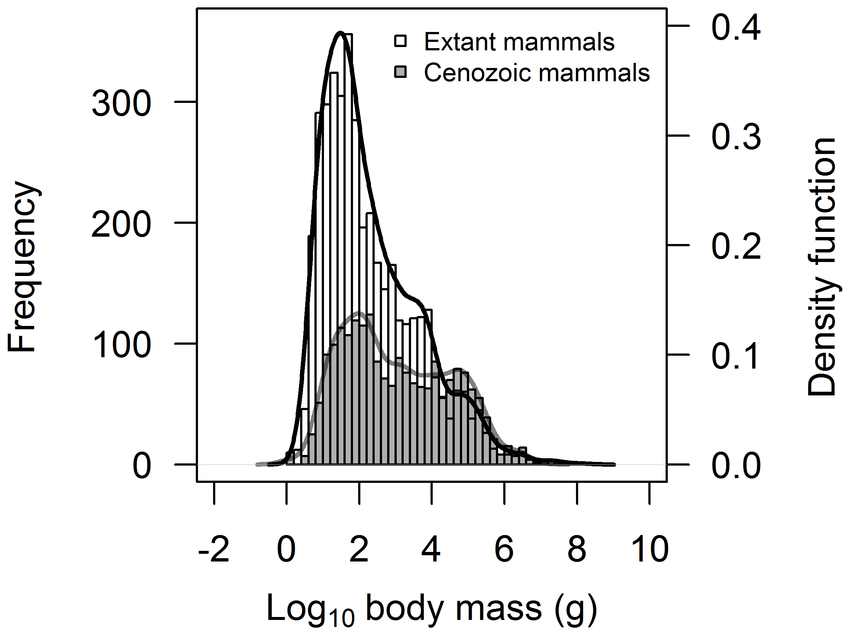 Extant mammals
Cenozoic mammals
Frequency
300
200
100
0
Density function
0.4
0.3
0.2
0.1
0.0
-2 0 2 4 6 8 10
Log₁₀ body mass (g)